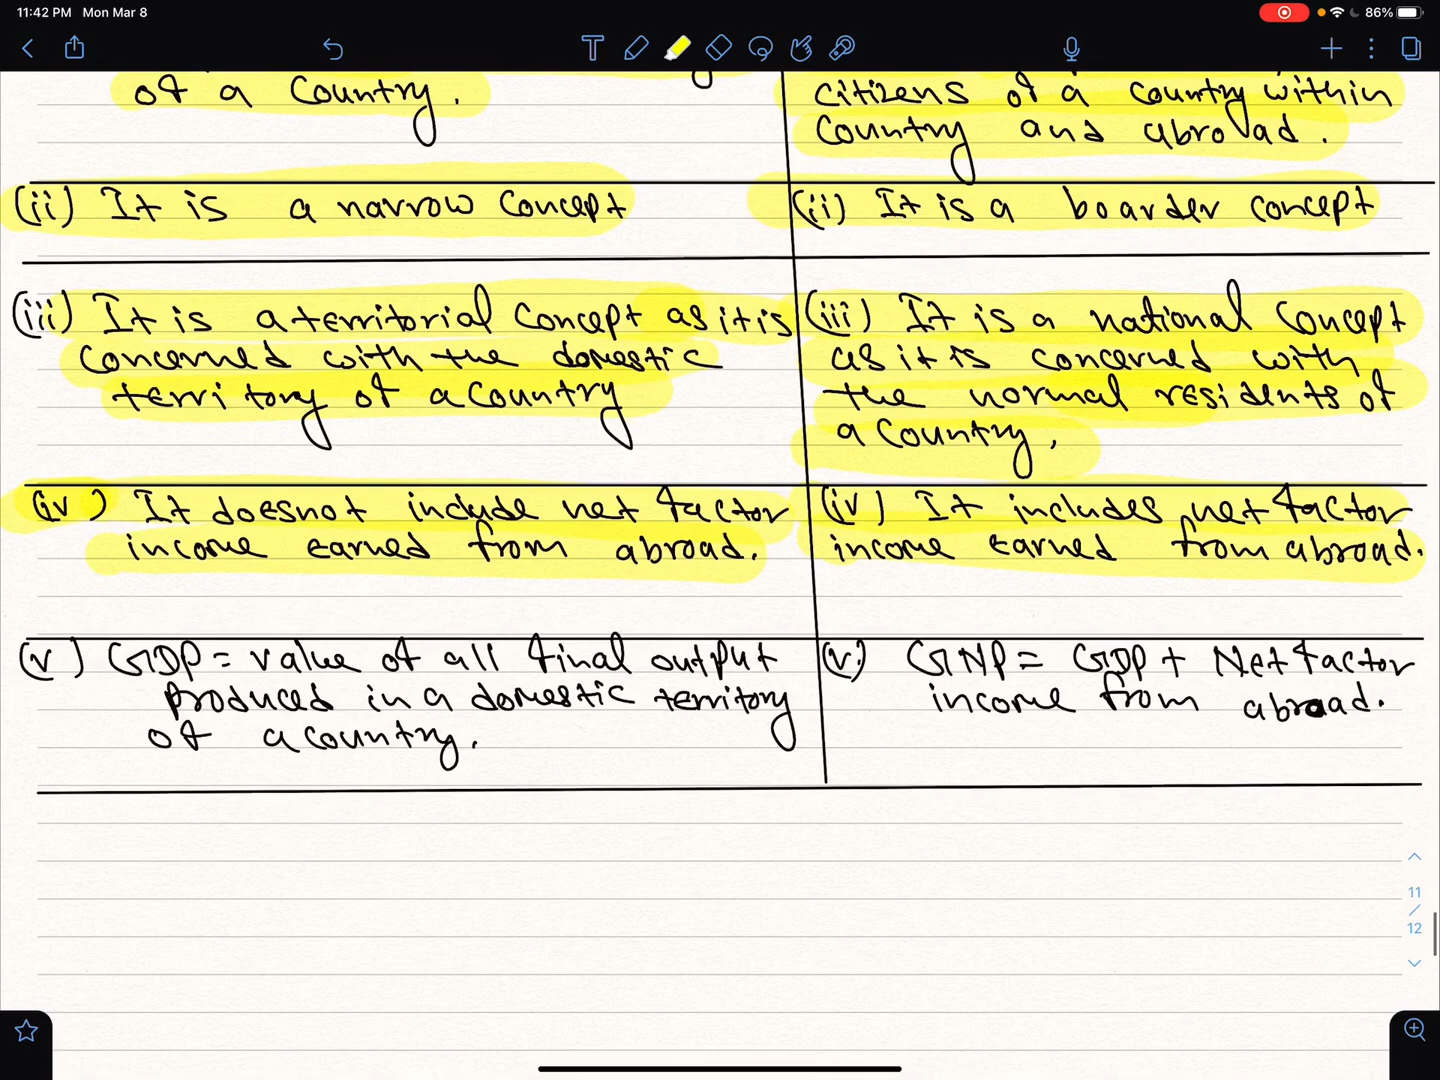 11:42 PM Mon Mar 8
86%
T
of a Country.
citizens of a country within
country and abroad.
(ii) It is a narrow concept
(ii) It is a boarder concept
(iii) It is a territorial concept as it is
concerned with the domestic
territory of a country
(iii) It is a national concept
as it is concerned with
the normal residents of
a country.
(iv) It doesnot include net factor
income earned from abroad.
(iv) It includes net factor
income earned from abroad.
(v) GDP = value of all final output
produced in a domestic territory
of a country.
(v.) GNP = GDP + Net factor
income from abroad.
11
/
12